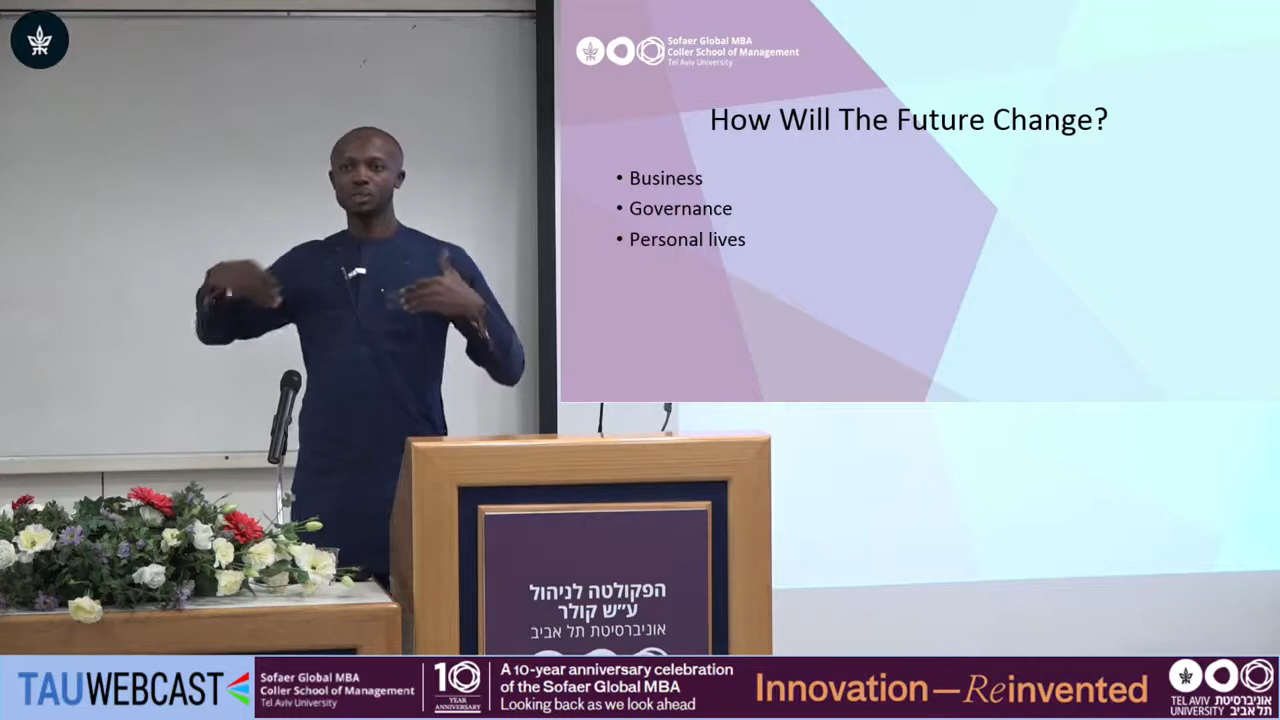 Sofaer Global MBA
Coller School of Management
Tel Aviv University
How Will The Future Change?
• Business
• Governance
• Personal lives
הפקולטה לניהול
ע״ש קולר
אוניברסיטת תל אביב
TAUWEBCAST
Sofaer Global MBA
Coller School of Management
Tel Aviv University
10
YEAR
ANNIVERSARY
A 10-year anniversary celebration
of the Sofaer Global MBA
Looking back as we look ahead
Innovation—Reinvented
TEL AVIV אוניברסיטת
UNIVERSITY תל אביב